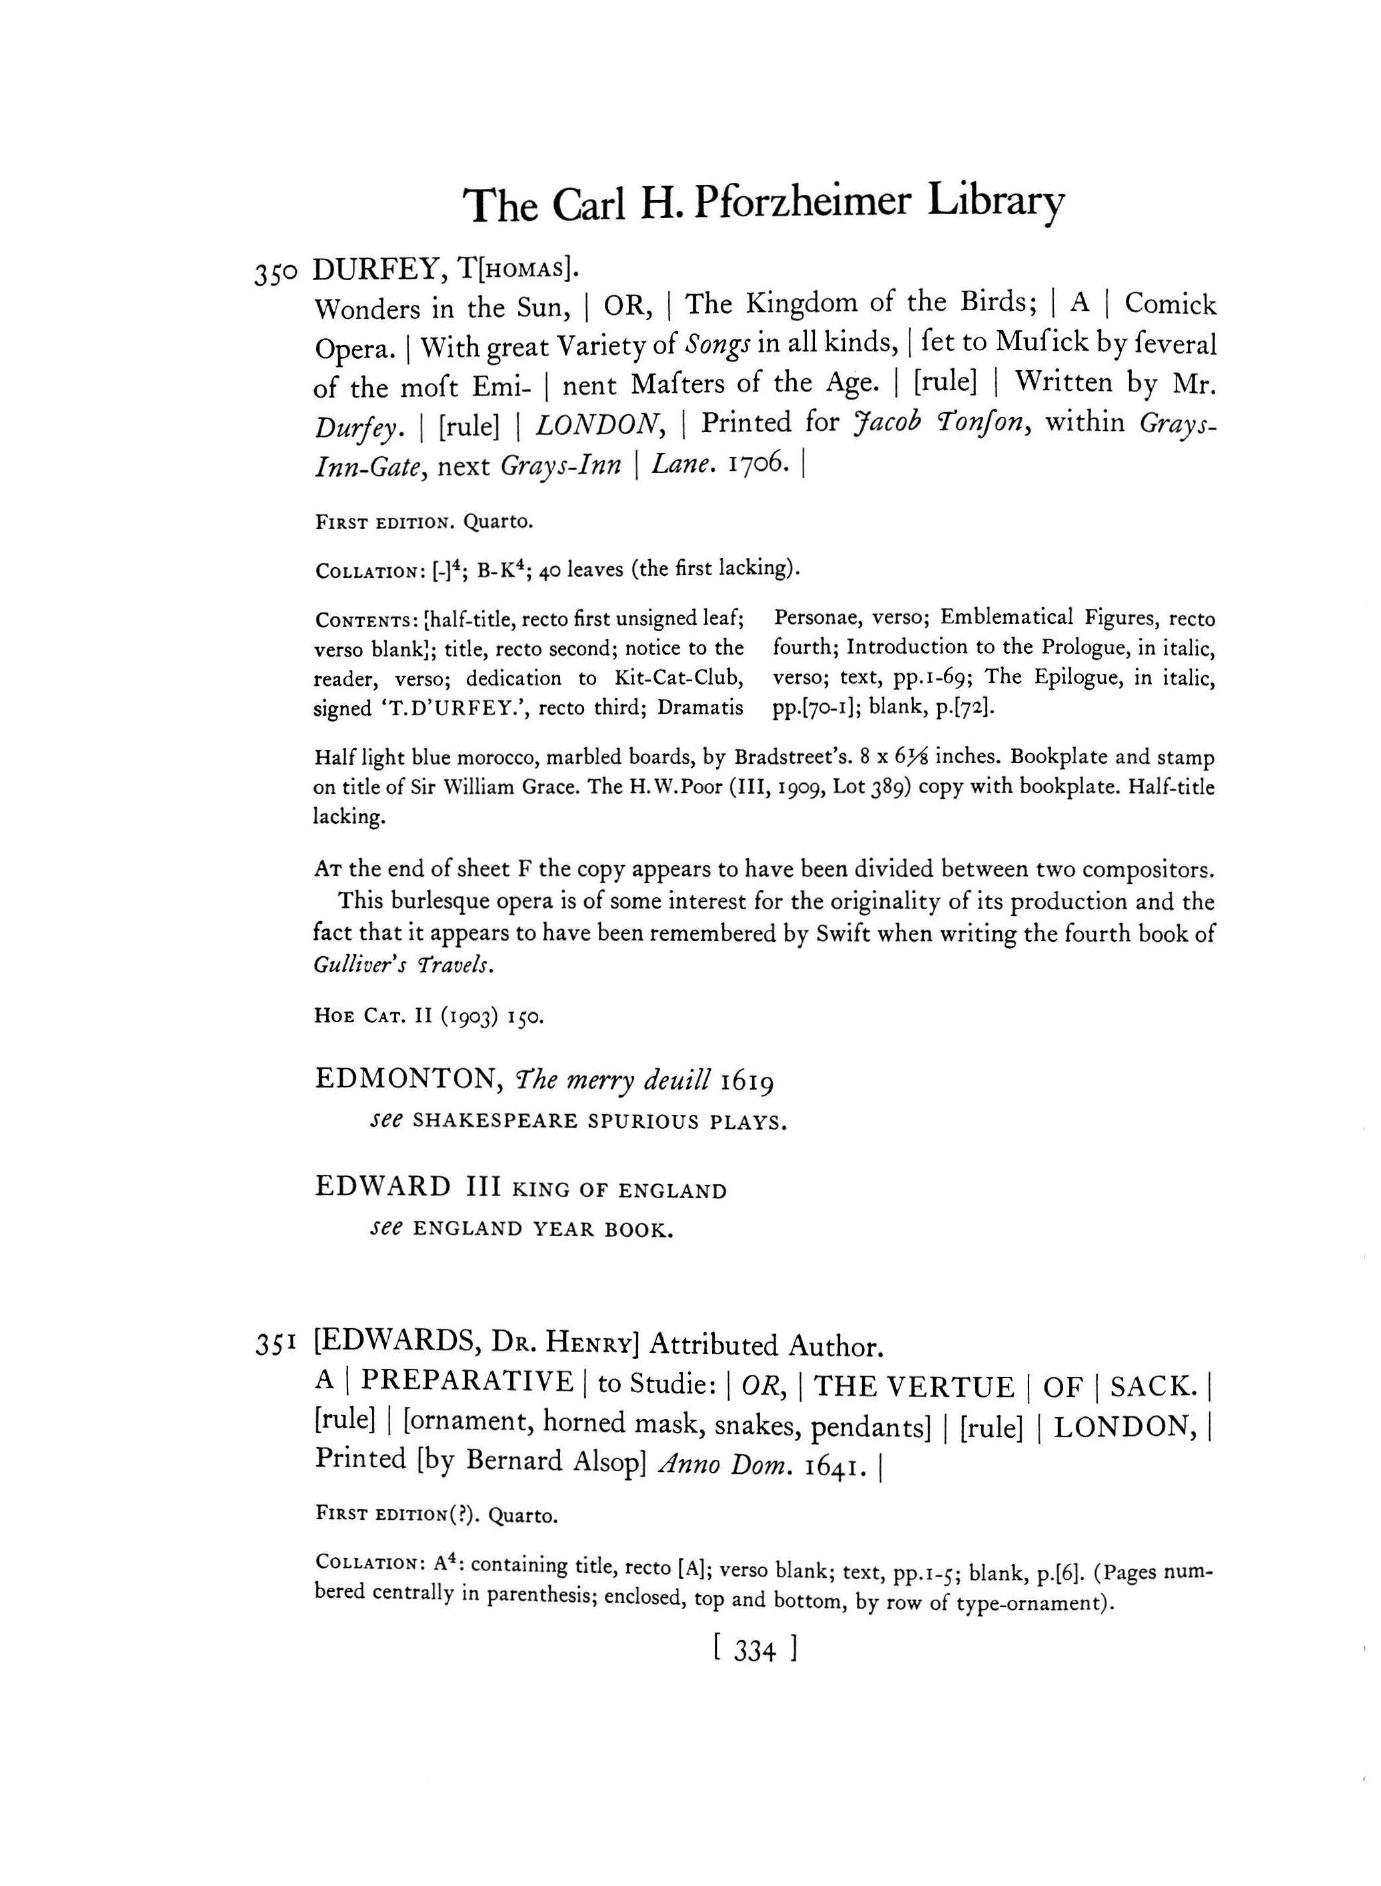 The Carl H. Pforzheimer Library
350 DURFEY, T[HOMAS].
Wonders in the Sun, | OR, | The Kingdom of the Birds; | A | Comick
Opera. | With great Variety of Songs in all kinds, | ſet to Muſick by ſeveral
of the moſt Emi- | nent Maſters of the Age. | [rule] | Written by Mr.
Durfey. | [rule] | LONDON, | Printed for Jacob Tonſon, within Grays-
Inn-Gate, next Grays-Inn | Lane. 1706. |
FIRST EDITION. Quarto.
COLLATION: [-]⁴; B-K⁴; 40 leaves (the first lacking).
CONTENTS: [half-title, recto first unsigned leaf;
verso blank]; title, recto second; notice to the
reader, verso; dedication to Kit-Cat-Club,
signed ‘T.D’URFEY.’, recto third; Dramatis
Personae, verso; Emblematical Figures, recto
fourth; Introduction to the Prologue, in italic,
verso; text, pp.1-69; The Epilogue, in italic,
pp.[70-1]; blank, p.[72].
Half light blue morocco, marbled boards, by Bradstreet’s. 8 x 6⅛ inches. Bookplate and stamp
on title of Sir William Grace. The H.W.Poor (III, 1909, Lot 389) copy with bookplate. Half-title
lacking.
AT the end of sheet F the copy appears to have been divided between two compositors.
This burlesque opera is of some interest for the originality of its production and the
fact that it appears to have been remembered by Swift when writing the fourth book of
Gulliver’s Travels.
HOE CAT. II (1903) 150.
EDMONTON, The merry deuill 1619
see SHAKESPEARE SPURIOUS PLAYS.
EDWARD III KING OF ENGLAND
see ENGLAND YEAR BOOK.
351 [EDWARDS, DR. HENRY] Attributed Author.
A | PREPARATIVE | to Studie: | OR, | THE VERTUE | OF | SACK. |
[rule] | [ornament, horned mask, snakes, pendants] | [rule] | LONDON, |
Printed [by Bernard Alsop] Anno Dom. 1641. |
FIRST EDITION(?). Quarto.
COLLATION: A⁴: containing title, recto [A]; verso blank; text, pp.1-5; blank, p.[6]. (Pages num-
bered centrally in parenthesis; enclosed, top and bottom, by row of type-ornament).
[ 334 ]